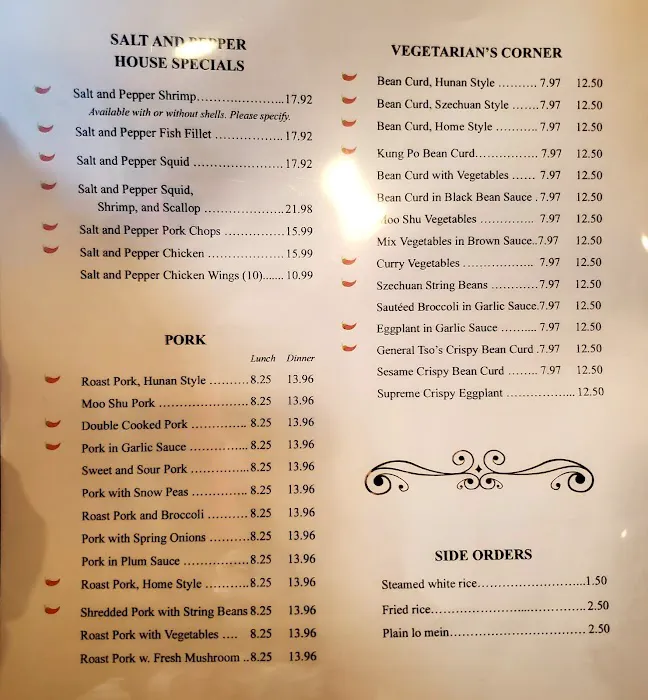 SALT AND PEPPER
HOUSE SPECIALS
Salt and Pepper Shrimp........................17.92
Available with or without shells. Please specify.
Salt and Pepper Fish Fillet ...................17.92
Salt and Pepper Squid ..........................17.92
Salt and Pepper Squid,
Shrimp, and Scallop ......................21.98
Salt and Pepper Pork Chops .................15.99
Salt and Pepper Chicken ......................15.99
Salt and Pepper Chicken Wings (10)...... 10.99
PORK
Lunch Dinner
Roast Pork, Hunan Style ..........8.25 13.96
Moo Shu Pork .......................8.25 13.96
Double Cooked Pork ..............8.25 13.96
Pork in Garlic Sauce ...............8.25 13.96
Sweet and Sour Pork ..............8.25 13.96
Pork with Snow Peas ..............8.25 13.96
Roast Pork and Broccoli ..........8.25 13.96
Pork with Spring Onions ..........8.25 13.96
Pork in Plum Sauce ................8.25 13.96
Roast Pork, Home Style ...........8.25 13.96
Shredded Pork with String Beans 8.25 13.96
Roast Pork with Vegetables .... 8.25 13.96
Roast Pork w. Fresh Mushroom ..8.25 13.96
VEGETARIAN'S CORNER
Bean Curd, Hunan Style .......... 7.97 12.50
Bean Curd, Szechuan Style .......7.97 12.50
Bean Curd, Home Style ........... 7.97 12.50
Kung Po Bean Curd................ 7.97 12.50
Bean Curd with Vegetables ...... 7.97 12.50
Bean Curd in Black Bean Sauce . 7.97 12.50
Moo Shu Vegetables ............... 7.97 12.50
Mix Vegetables in Brown Sauce..7.97 12.50
Curry Vegetables ................... 7.97 12.50
Szechuan String Beans ............7.97 12.50
Sautéed Broccoli in Garlic Sauce.7.97 12.50
Eggplant in Garlic Sauce .......... 7.97 12.50
General Tso's Crispy Bean Curd .7.97 12.50
Sesame Crispy Bean Curd ........ 7.97 12.50
Supreme Crispy Eggplant .................. 12.50
SIDE ORDERS
Steamed white rice..............................1.50
Fried rice............................................2.50
Plain lo mein...................................... 2.50